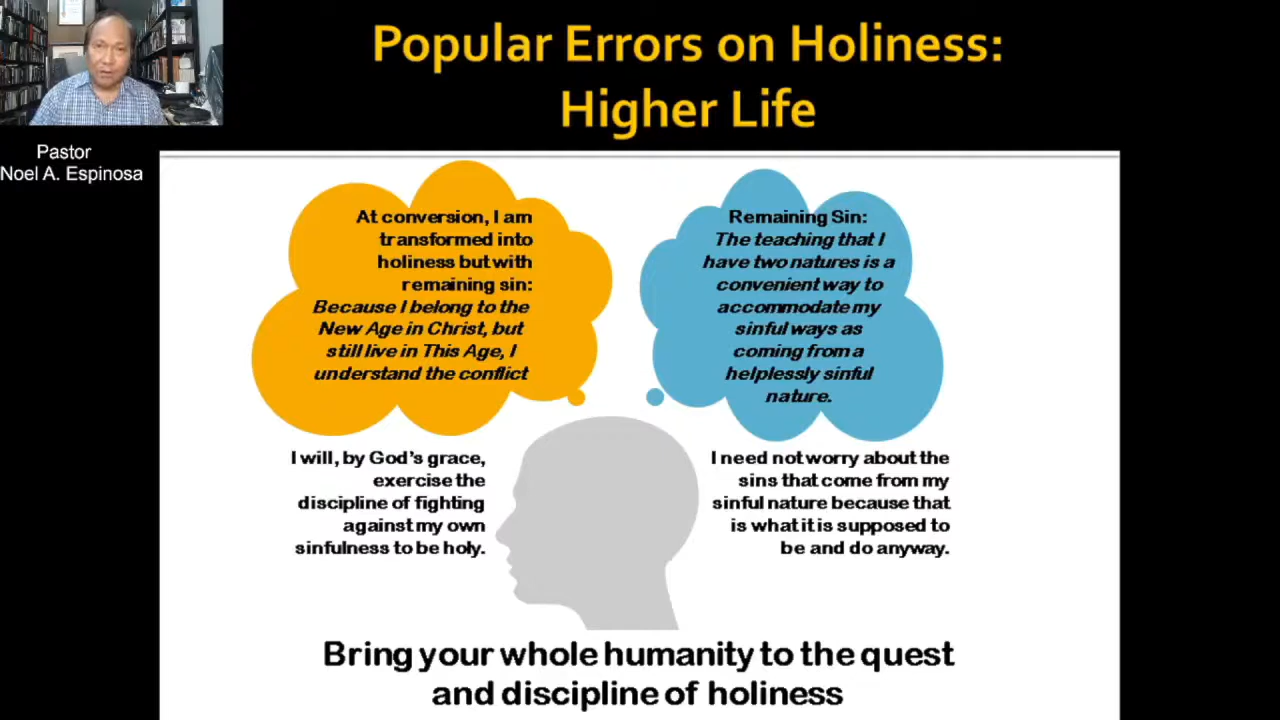 Popular Errors on Holiness:
Higher Life
Pastor
Noel A. Espinosa
At conversion, I am
transformed into
holiness but with
remaining sin:
Because I belong to the
New Age in Christ, but
still live in This Age, I
understand the conflict
Remaining Sin:
The teaching that I
have two natures is a
convenient way to
accommodate my
sinful ways as
coming from a
helplessly sinful
nature.
I will, by God's grace,
exercise the
discipline of fighting
against my own
sinfulness to be holy.
I need not worry about the
sins that come from my
sinful nature because that
is what it is supposed to
be and do anyway.
Bring your whole humanity to the quest
and discipline of holiness